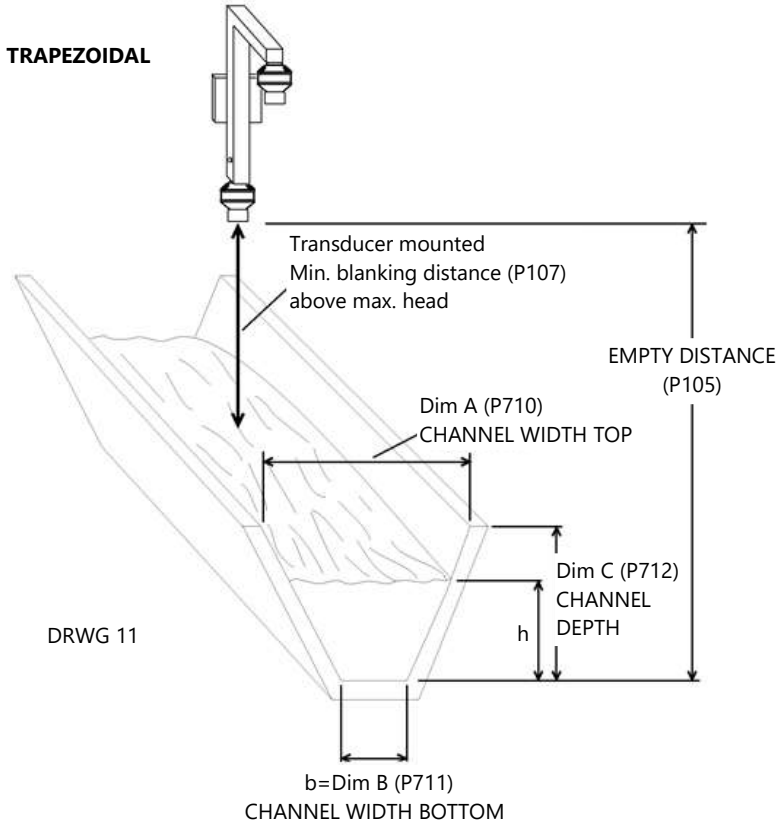 TRAPEZOIDAL
Transducer mounted
Min. blanking distance (P107)
above max. head
EMPTY DISTANCE
(P105)
Dim A (P710)
CHANNEL WIDTH TOP
Dim C (P712)
CHANNEL
DEPTH
h
DRWG 11
b=Dim B (P711)
CHANNEL WIDTH BOTTOM